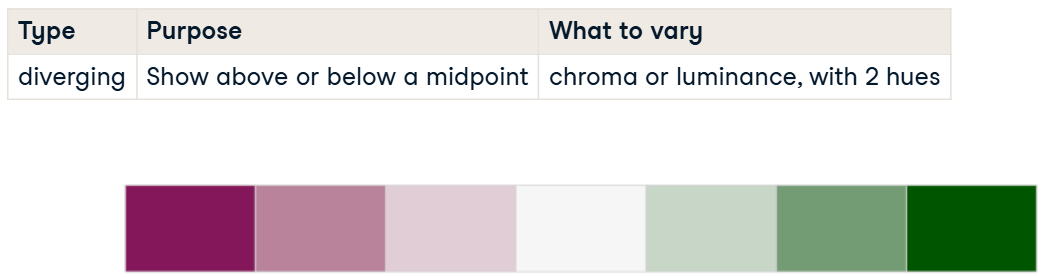 Type Purpose What to vary
diverging Show above or below a midpoint chroma or luminance, with 2 hues